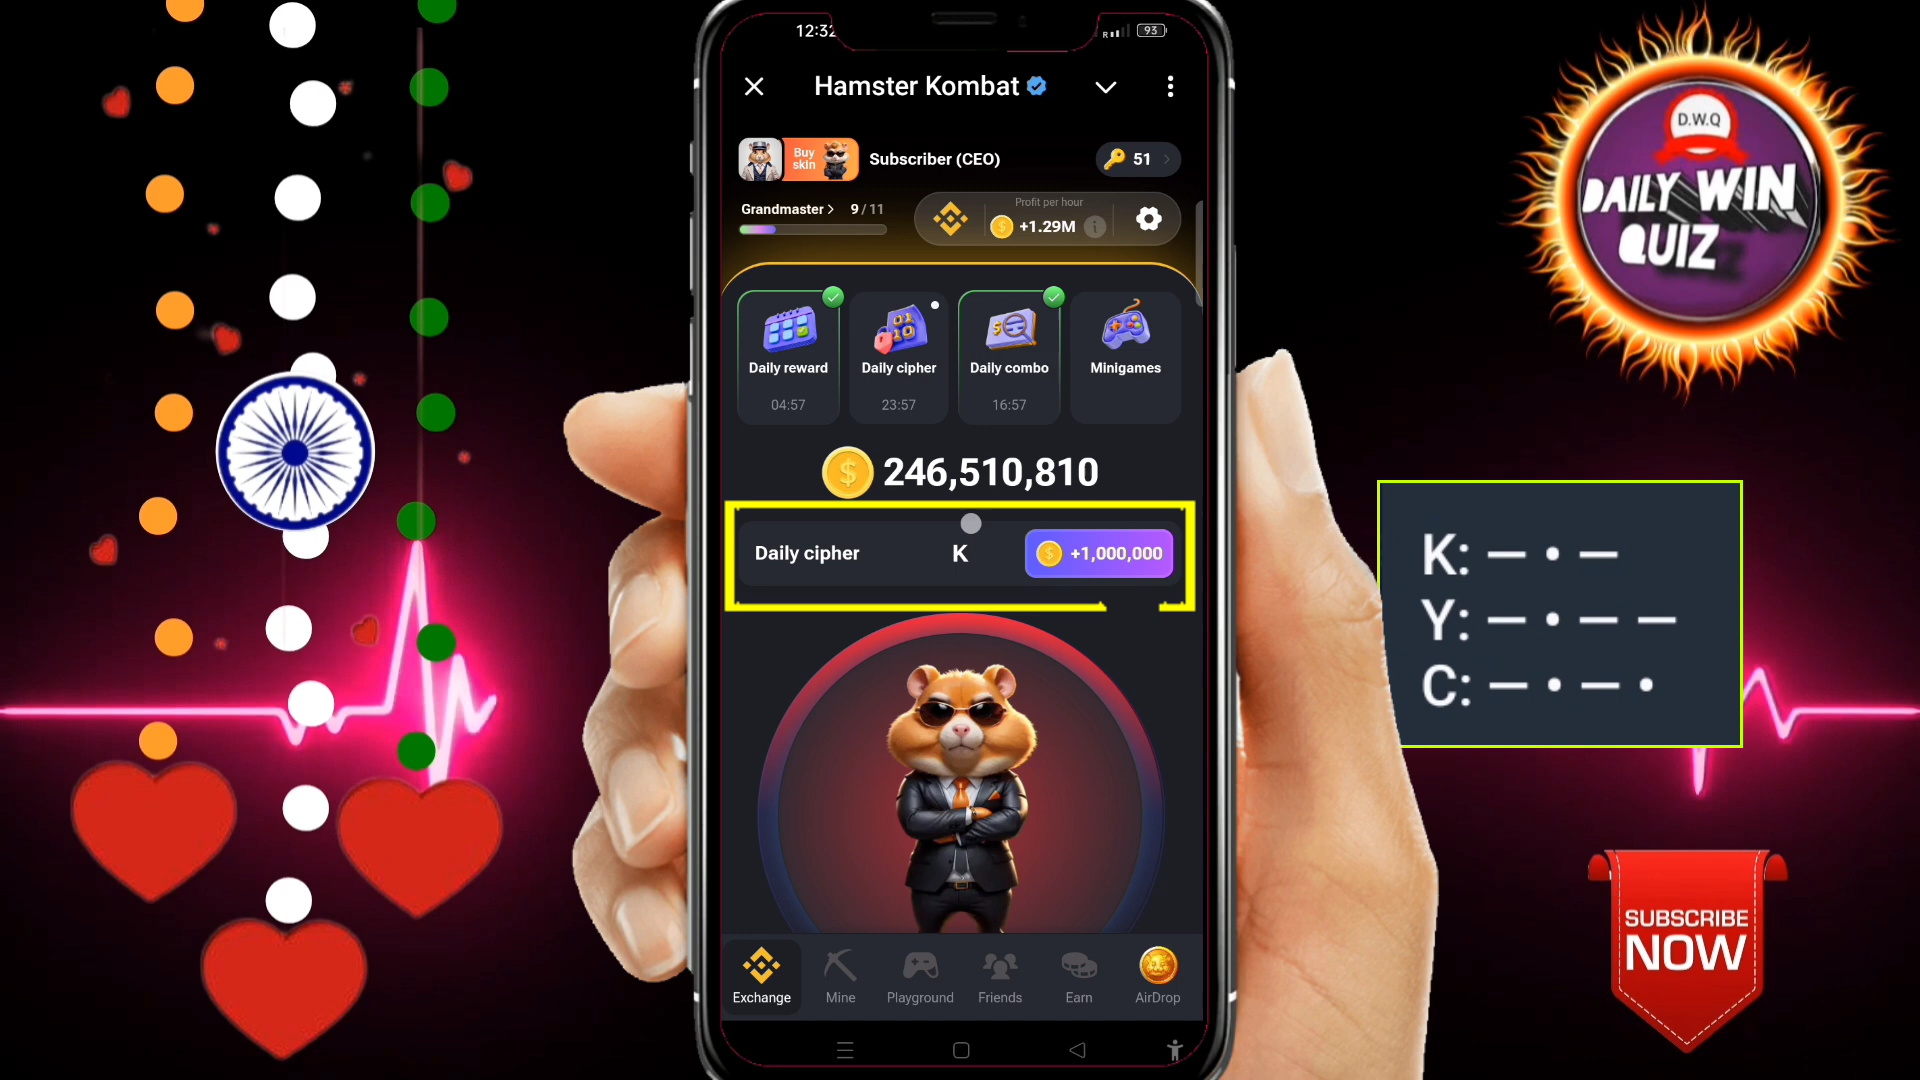 12:32
R
93
Hamster Kombat
Buy
skin
Subscriber (CEO)
51
Grandmaster
9/11
Profit per hour
+1.29M
Daily reward
04:57
Daily cipher
23:57
Daily combo
16:57
Minigames
246,510,810
Daily cipher
K
+1,000,000
Exchange
Mine
Playground
Friends
Earn
AirDrop
D.W.Q
DAILY WIN
QUIZ
K: — • —
Y: — • — —
C: — • — •
SUBSCRIBE
NOW